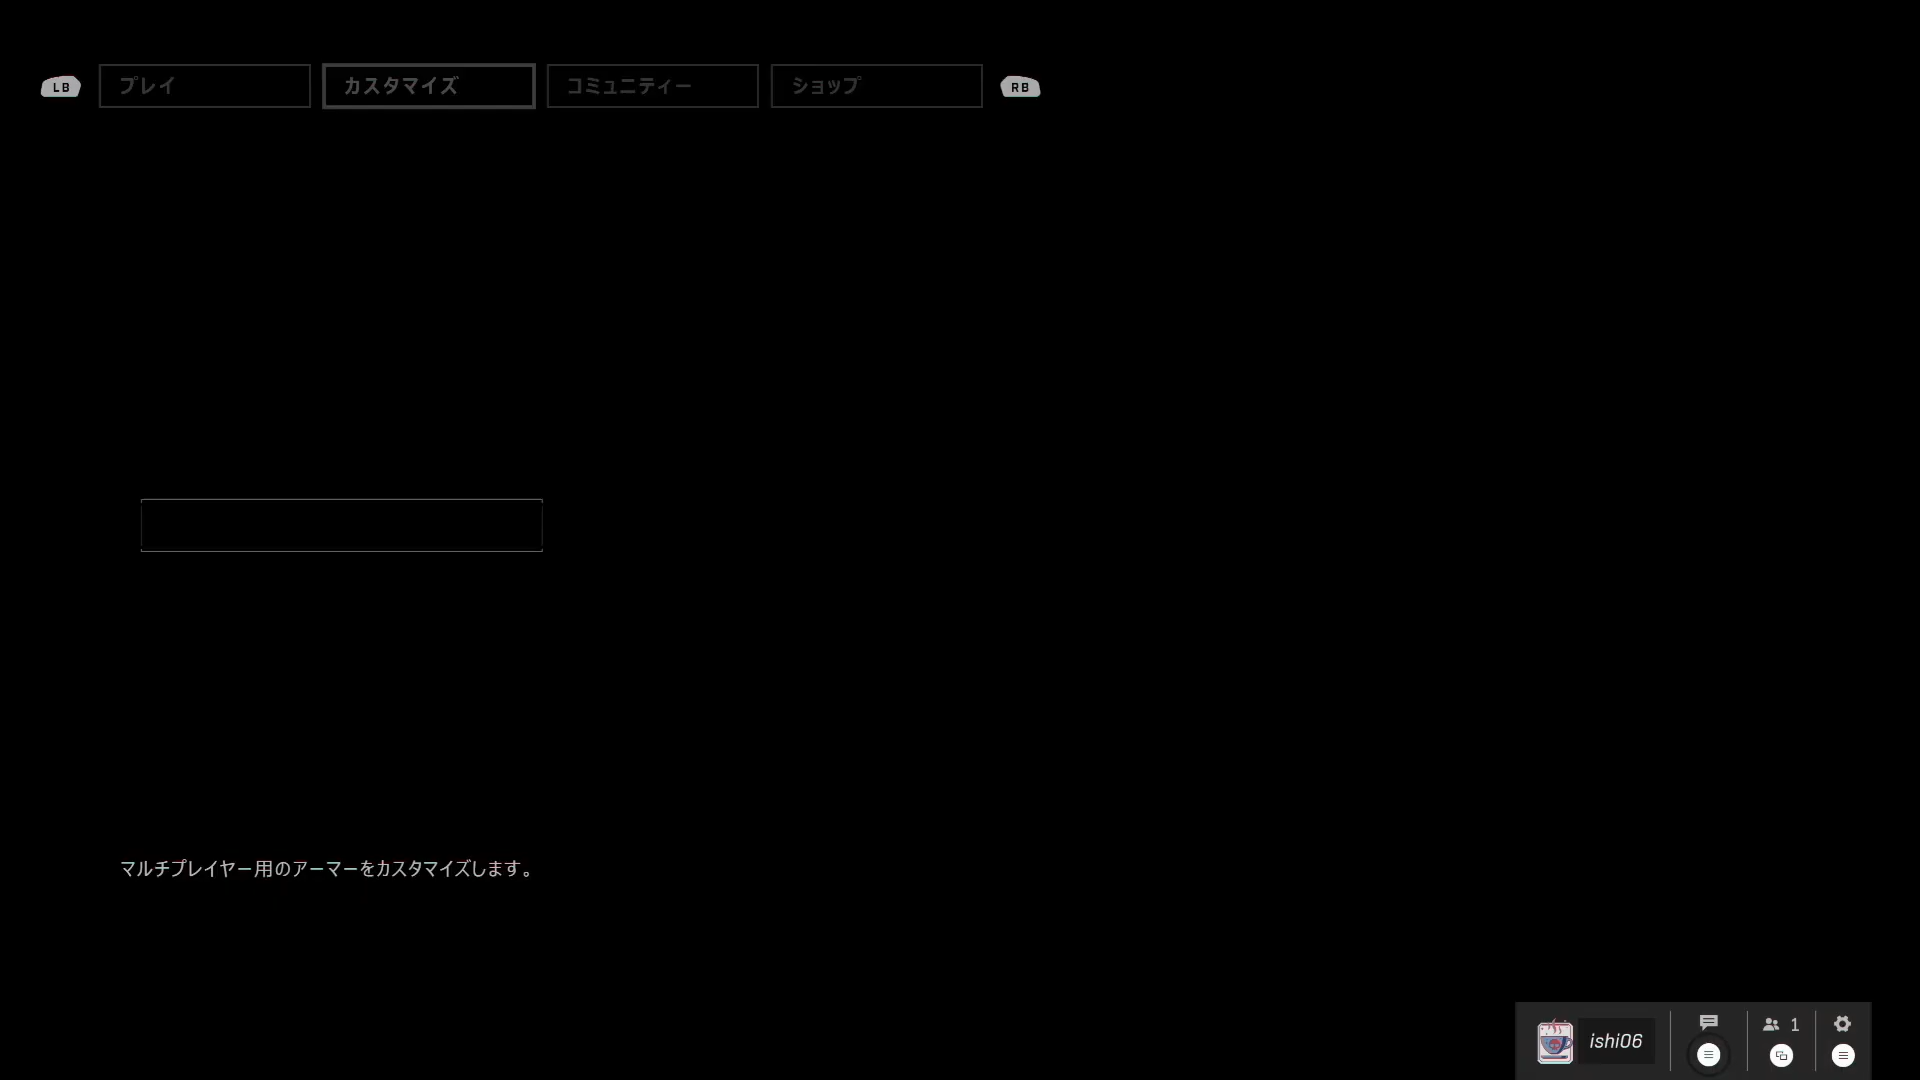 LB
プレイ
カスタマイズ
コミュニティー
ショップ
RB
マルチプレイヤー用のアーマーをカスタマイズします。
ishi06
1